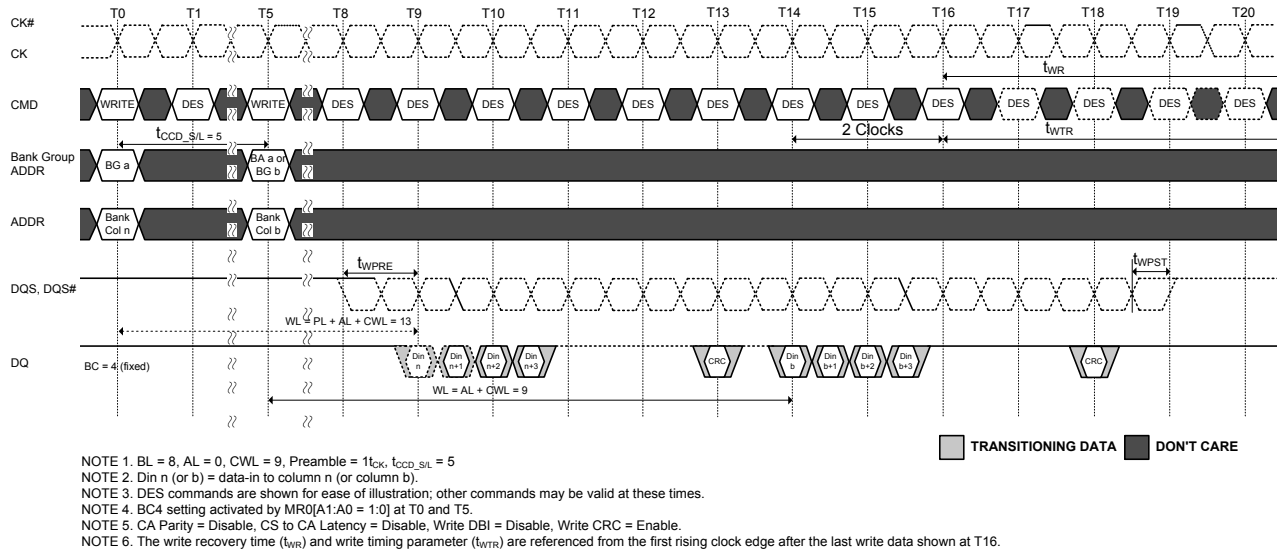 T0 T1 T5 T8 T9 T10 T11 T12 T13 T14 T15 T16 T17 T18 T19 T20
CK#
CK
tWR
CMD WRITE DES WRITE DES DES DES DES DES DES DES DES DES DES DES DES DES
tCCD_S/L = 5 2 Clocks tWTR
Bank Group
ADDR
BG a
BA a or
BG b
ADDR
Bank
Col n
Bank
Col b
tWPRE tWPST
DQS, DQS#
WL = PL + AL + CWL = 13
DQ
BC = 4 (fixed)
Din
n
Din
n+1
Din
n+2
Din
n+3
CRC
Din
b
Din
b+1
Din
b+2
Din
b+3
CRC
WL = AL + CWL = 9
TRANSITIONING DATA DON'T CARE
NOTE 1. BL = 8, AL = 0, CWL = 9, Preamble = 1tCK, tCCD_S/L = 5
NOTE 2. Din n (or b) = data-in to column n (or column b).
NOTE 3. DES commands are shown for ease of illustration; other commands may be valid at these times.
NOTE 4. BC4 setting activated by MR0[A1:A0 = 1:0] at T0 and T5.
NOTE 5. CA Parity = Disable, CS to CA Latency = Disable, Write DBI = Disable, Write CRC = Enable.
NOTE 6. The write recovery time (tWR) and write timing parameter (tWTR) are referenced from the first rising clock edge after the last write data shown at T16.